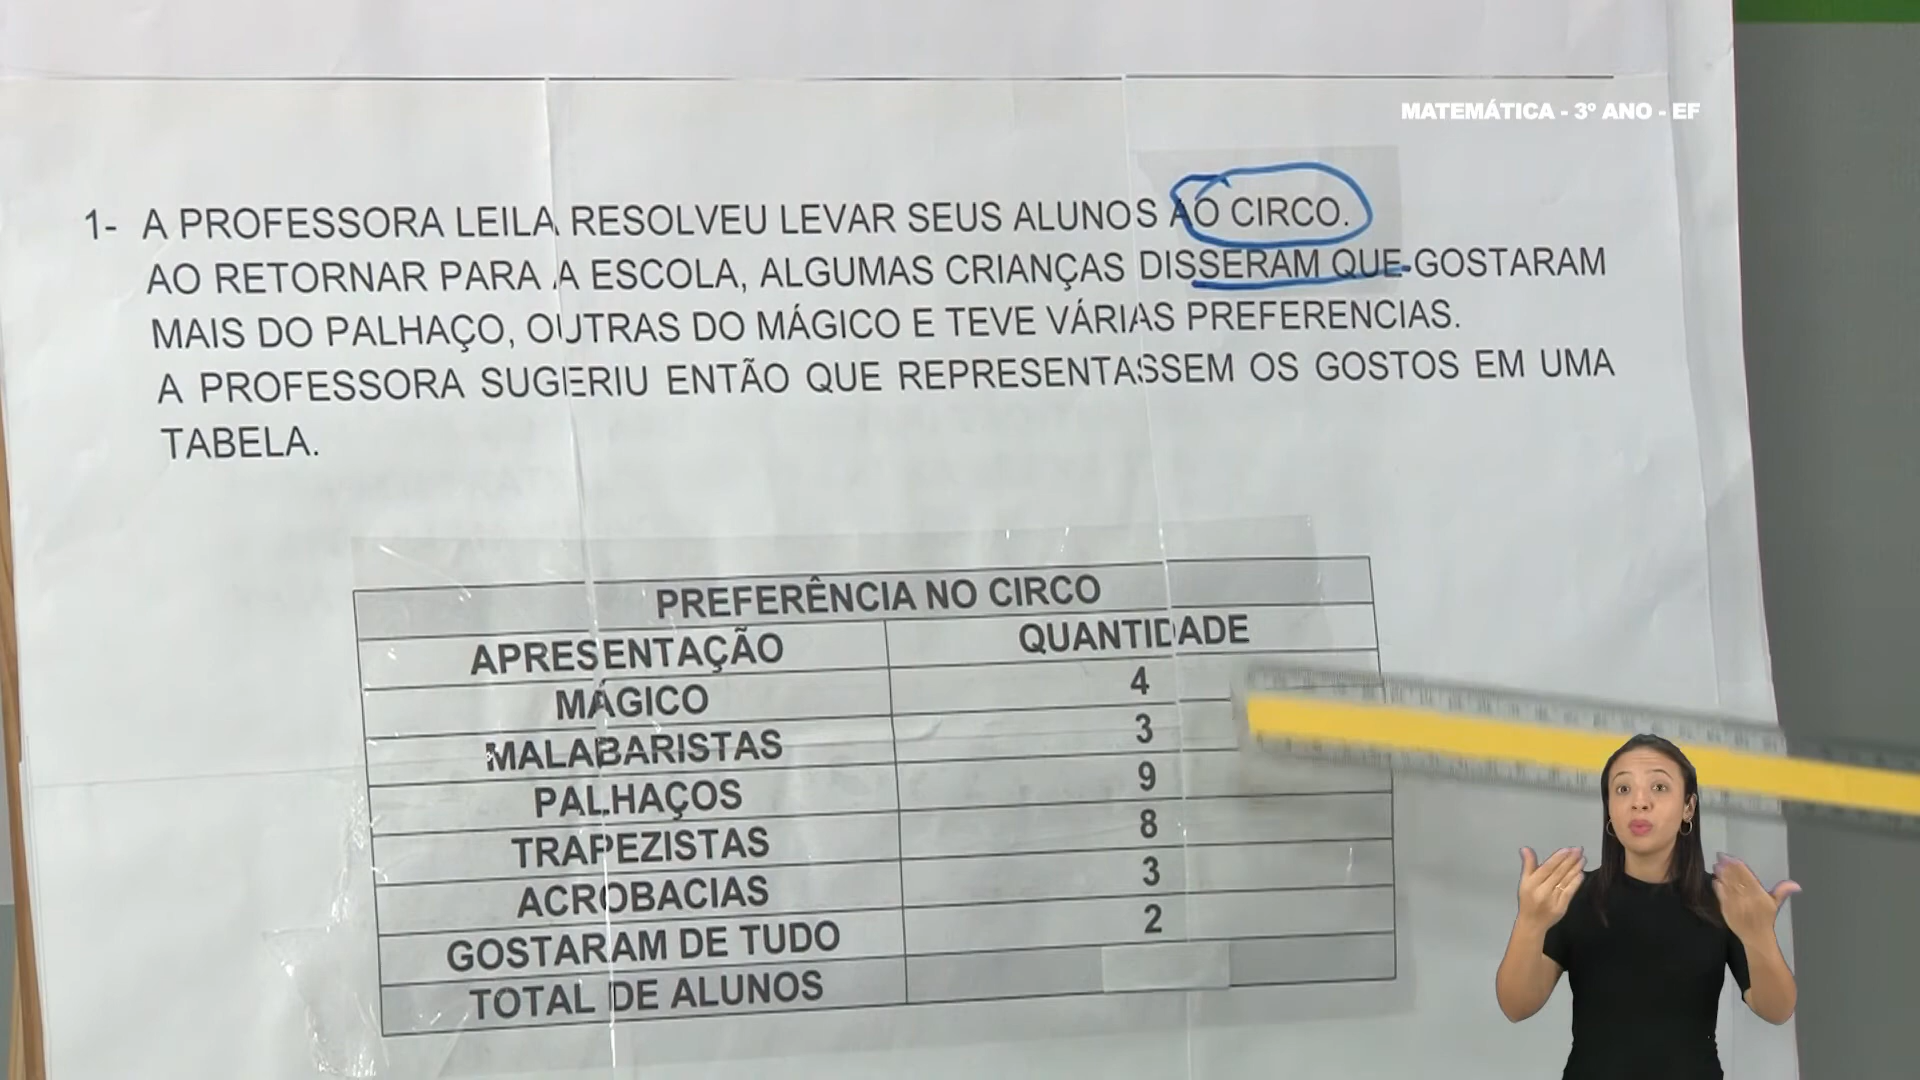 MATEMÁTICA - 3º ANO - EF
1- A PROFESSORA LEILA RESOLVEU LEVAR SEUS ALUNOS AO CIRCO.
AO RETORNAR PARA A ESCOLA, ALGUMAS CRIANÇAS DISSERAM QUE GOSTARAM
MAIS DO PALHAÇO, OUTRAS DO MÁGICO E TEVE VÁRIAS PREFERENCIAS.
A PROFESSORA SUGERIU ENTÃO QUE REPRESENTASSEM OS GOSTOS EM UMA
TABELA.
PREFERÊNCIA NO CIRCO
APRESENTAÇÃO QUANTIDADE
MÁGICO 4
MALABARISTAS 3
PALHAÇOS 9
TRAPEZISTAS 8
ACROBACIAS 3
GOSTARAM DE TUDO 2
TOTAL DE ALUNOS